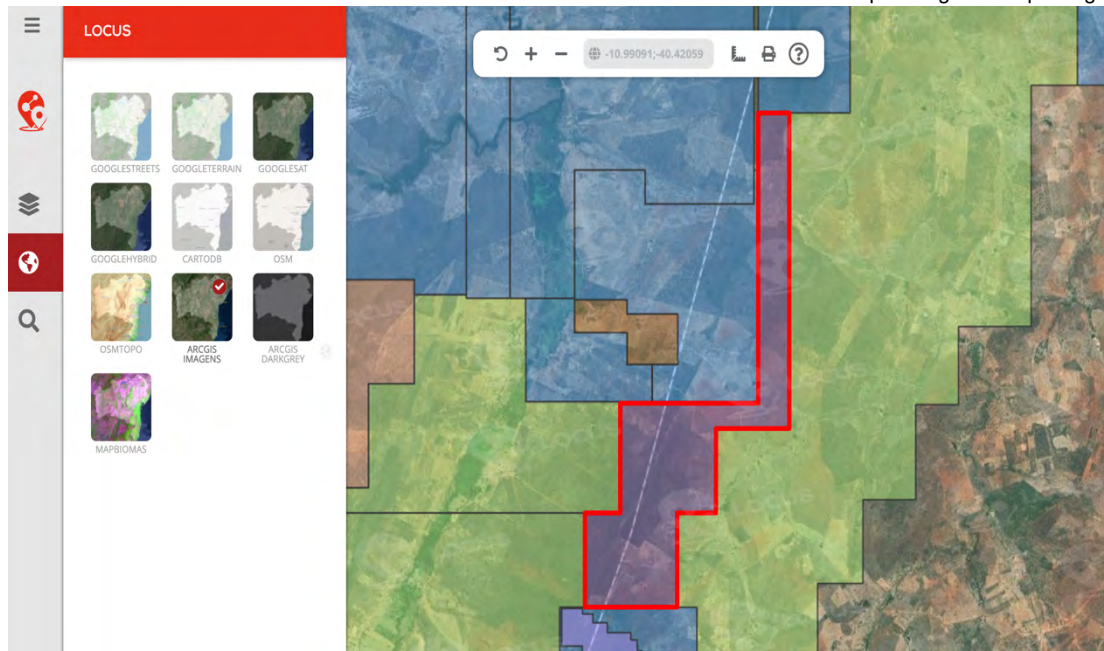 LOCUS
-10.99091;-40.42059
GOOGLESTREETS
GOOGLETERRAIN
GOOGLESAT
GOOGLEHYBRID
CARTODB
OSM
OSMTOPO
ARCGIS
IMAGENS
ARCGIS
DARKGREY
MAPBIOMAS